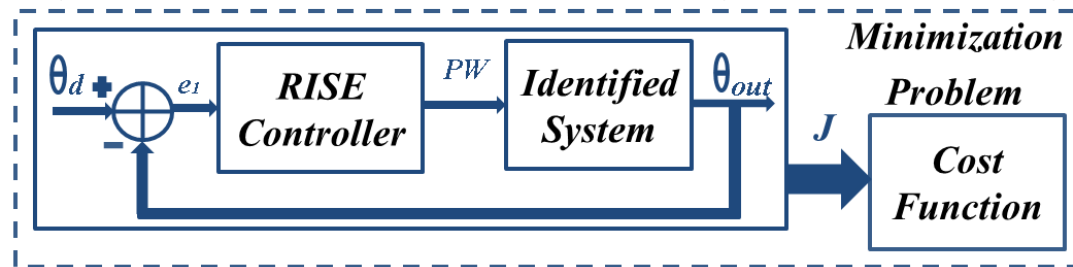 θd
+
−
e1
RISE
Controller
PW
Identified
System
θout
J
Minimization
Problem
Cost
Function